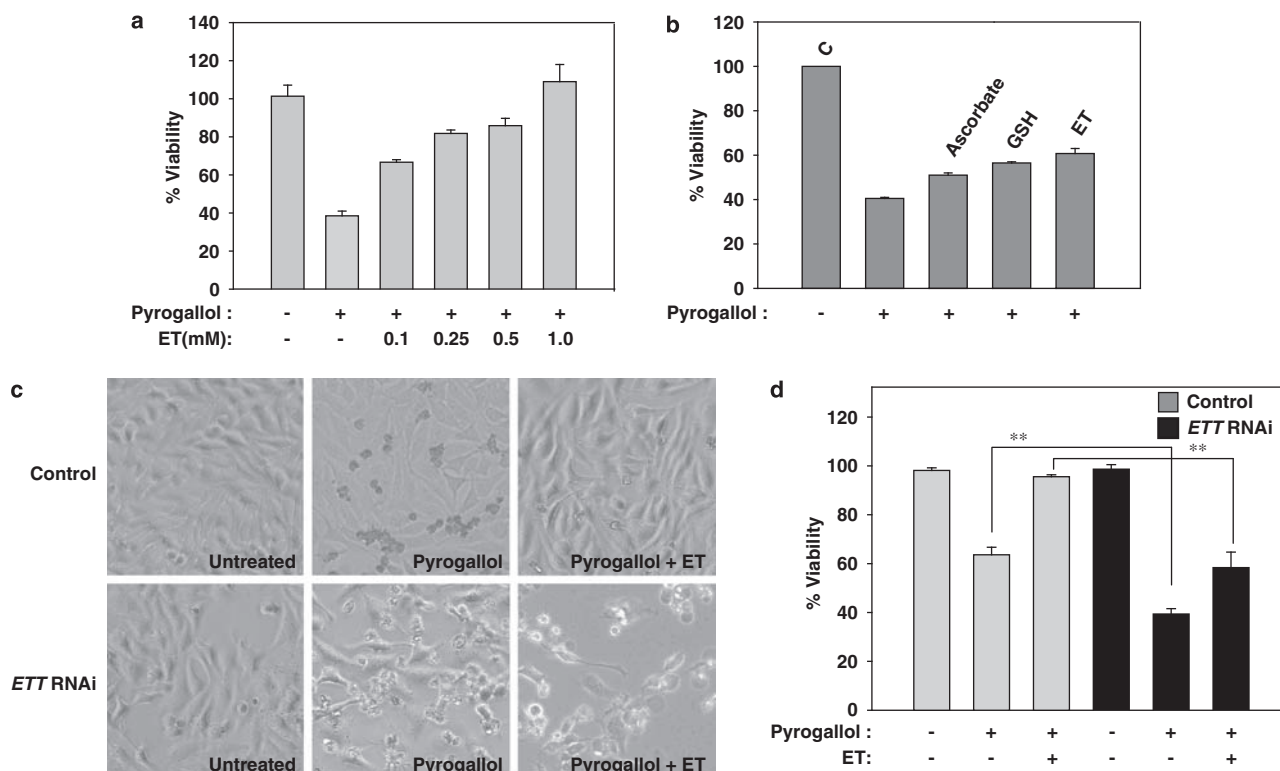 a
140
120
100
80
60
40
20
0
% Viability
Pyrogallol : - + + + + +
ET(mM): - - 0.1 0.25 0.5 1.0
b
120
100
80
60
40
20
0
% Viability
C
Ascorbate
GSH
ET
Pyrogallol : - + + + +
c
Control
Untreated
Pyrogallol
Pyrogallol + ET
ETT RNAi
Untreated
Pyrogallol
Pyrogallol + ET
d
Control
ETT RNAi
120
100
80
60
40
20
0
% Viability
**
**
Pyrogallol : - + + - + +
ET: - - + - - +